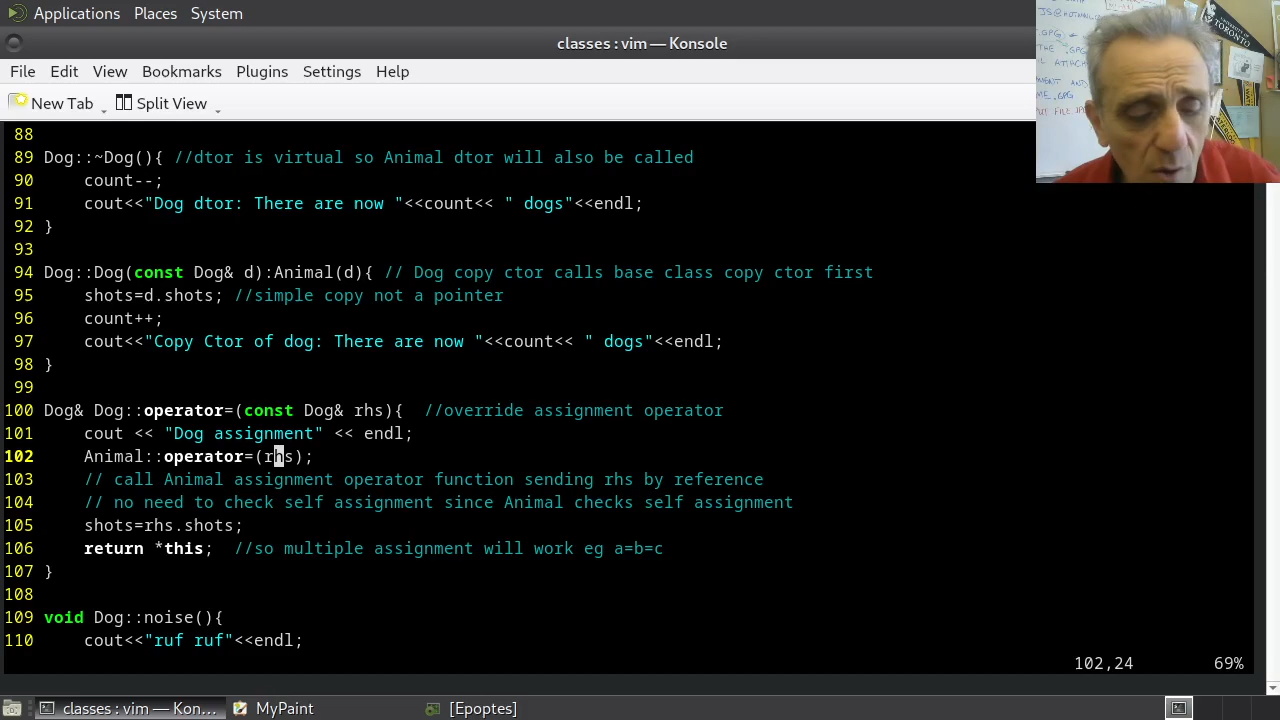 Applications Places System
classes : vim — Konsole
File Edit View Bookmarks Plugins Settings Help
New Tab Split View
88
89 Dog::~Dog(){ //dtor is virtual so Animal dtor will also be called
90     count--;
91     cout<<"Dog dtor: There are now "<<count<< " dogs"<<endl;
92 }
93
94 Dog::Dog(const Dog& d):Animal(d){ // Dog copy ctor calls base class copy ctor first
95     shots=d.shots; //simple copy not a pointer
96     count++;
97     cout<<"Copy Ctor of dog: There are now "<<count<< " dogs"<<endl;
98 }
99
100 Dog& Dog::operator=(const Dog& rhs){  //override assignment operator
101     cout << "Dog assignment" << endl;
102     Animal::operator=(rhs);
103     // call Animal assignment operator function sending rhs by reference
104     // no need to check self assignment since Animal checks self assignment
105     shots=rhs.shots;
106     return *this;  //so multiple assignment will work eg a=b=c
107 }
108
109 void Dog::noise(){
110     cout<<"ruf ruf"<<endl;
102,24 69%
classes : vim — Kon... MyPaint [Epoptes]
UNIVERSITY OF
TORONTO
.GPG
THE .GPG